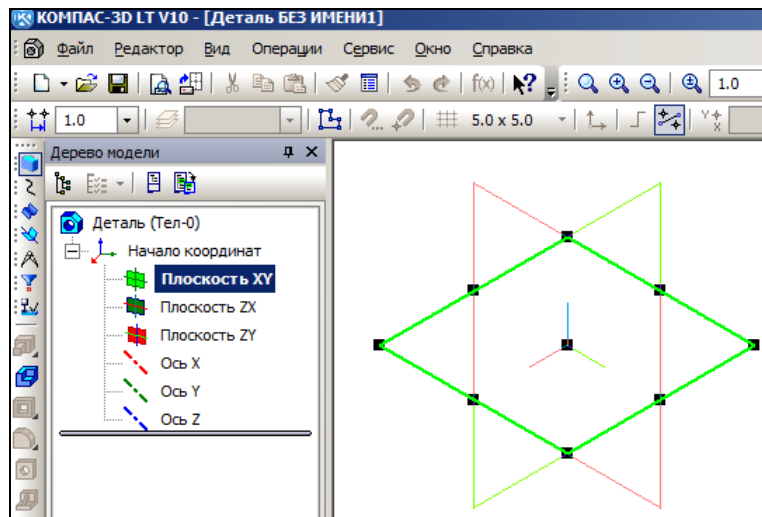 КОМПАС-3D LT V10 - [Деталь БЕЗ ИМЕНИ1]
Файл Редактор Вид Операции Сервис Окно Справка
f(x) 1.0
1.0 5.0 x 5.0
Дерево модели
Деталь (Тел-0)
Начало координат
Плоскость XY
Плоскость ZX
Плоскость ZY
Ось X
Ось Y
Ось Z